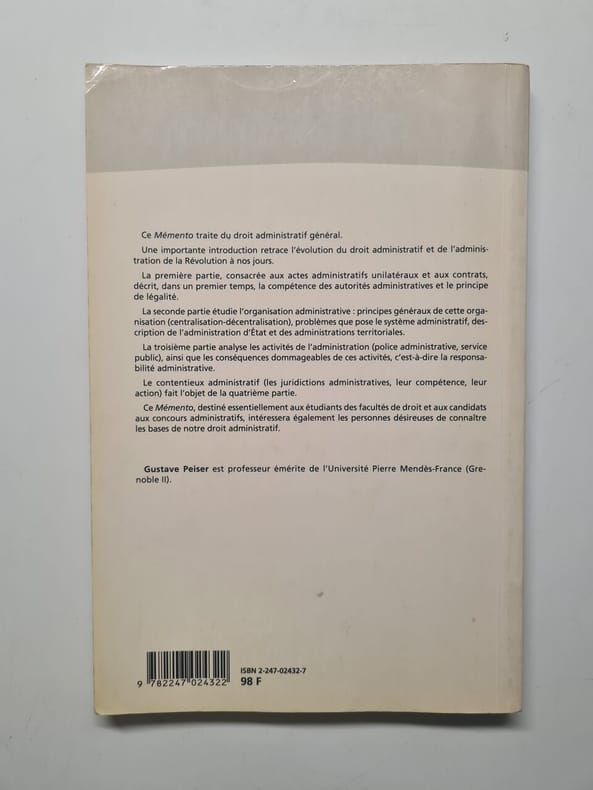 Ce Mémento traite du droit administratif général.
Une importante introduction retrace l'évolution du droit administratif et de l'adminis-
tration de la Révolution à nos jours.
La première partie, consacrée aux actes administratifs unilatéraux et aux contrats,
décrit, dans un premier temps, la compétence des autorités administratives et le principe
de légalité.
La seconde partie étudie l'organisation administrative : principes généraux de cette orga-
nisation (centralisation-décentralisation), problèmes que pose le système administratif, des-
cription de l'administration d'État et des administrations territoriales.
La troisième partie analyse les activités de l'administration (police administrative, service
public), ainsi que les conséquences dommageables de ces activités, c'est-à-dire la responsa-
bilité administrative.
Le contentieux administratif (les juridictions administratives, leur compétence, leur
action) fait l'objet de la quatrième partie.
Ce Mémento, destiné essentiellement aux étudiants des facultés de droit et aux candidats
aux concours administratifs, intéressera également les personnes désireuses de connaître
les bases de notre droit administratif.
Gustave Peiser est professeur émérite de l'Université Pierre Mendès-France (Gre-
noble II).
ISBN 2-247-02432-7
98 F
9 782247 024322